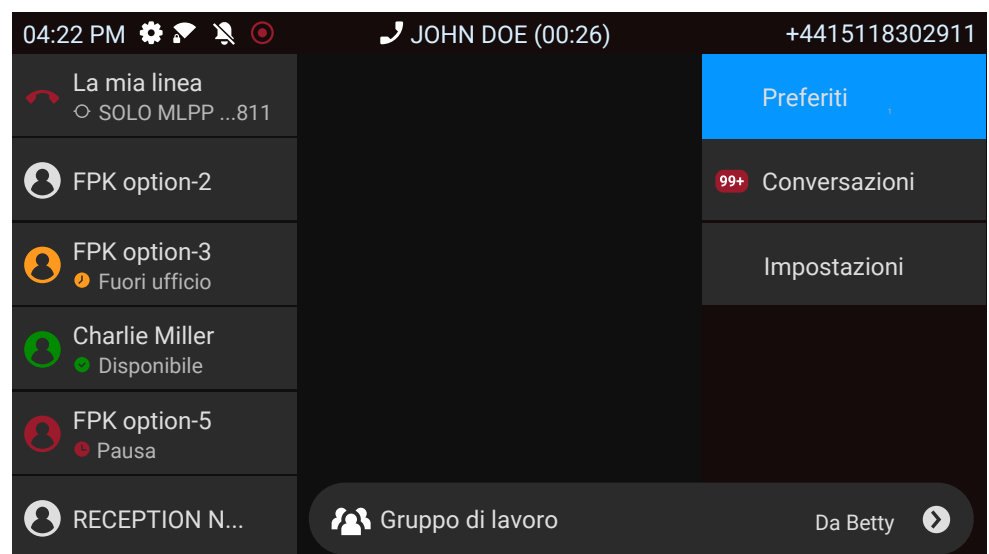 04:22 PM JOHN DOE (00:26) +4415118302911
La mia linea
SOLO MLPP ...811
FPK option-2
FPK option-3
Fuori ufficio
Charlie Miller
Disponibile
FPK option-5
Pausa
RECEPTION N...
Preferiti
99+ Conversazioni
Impostazioni
Gruppo di lavoro Da Betty